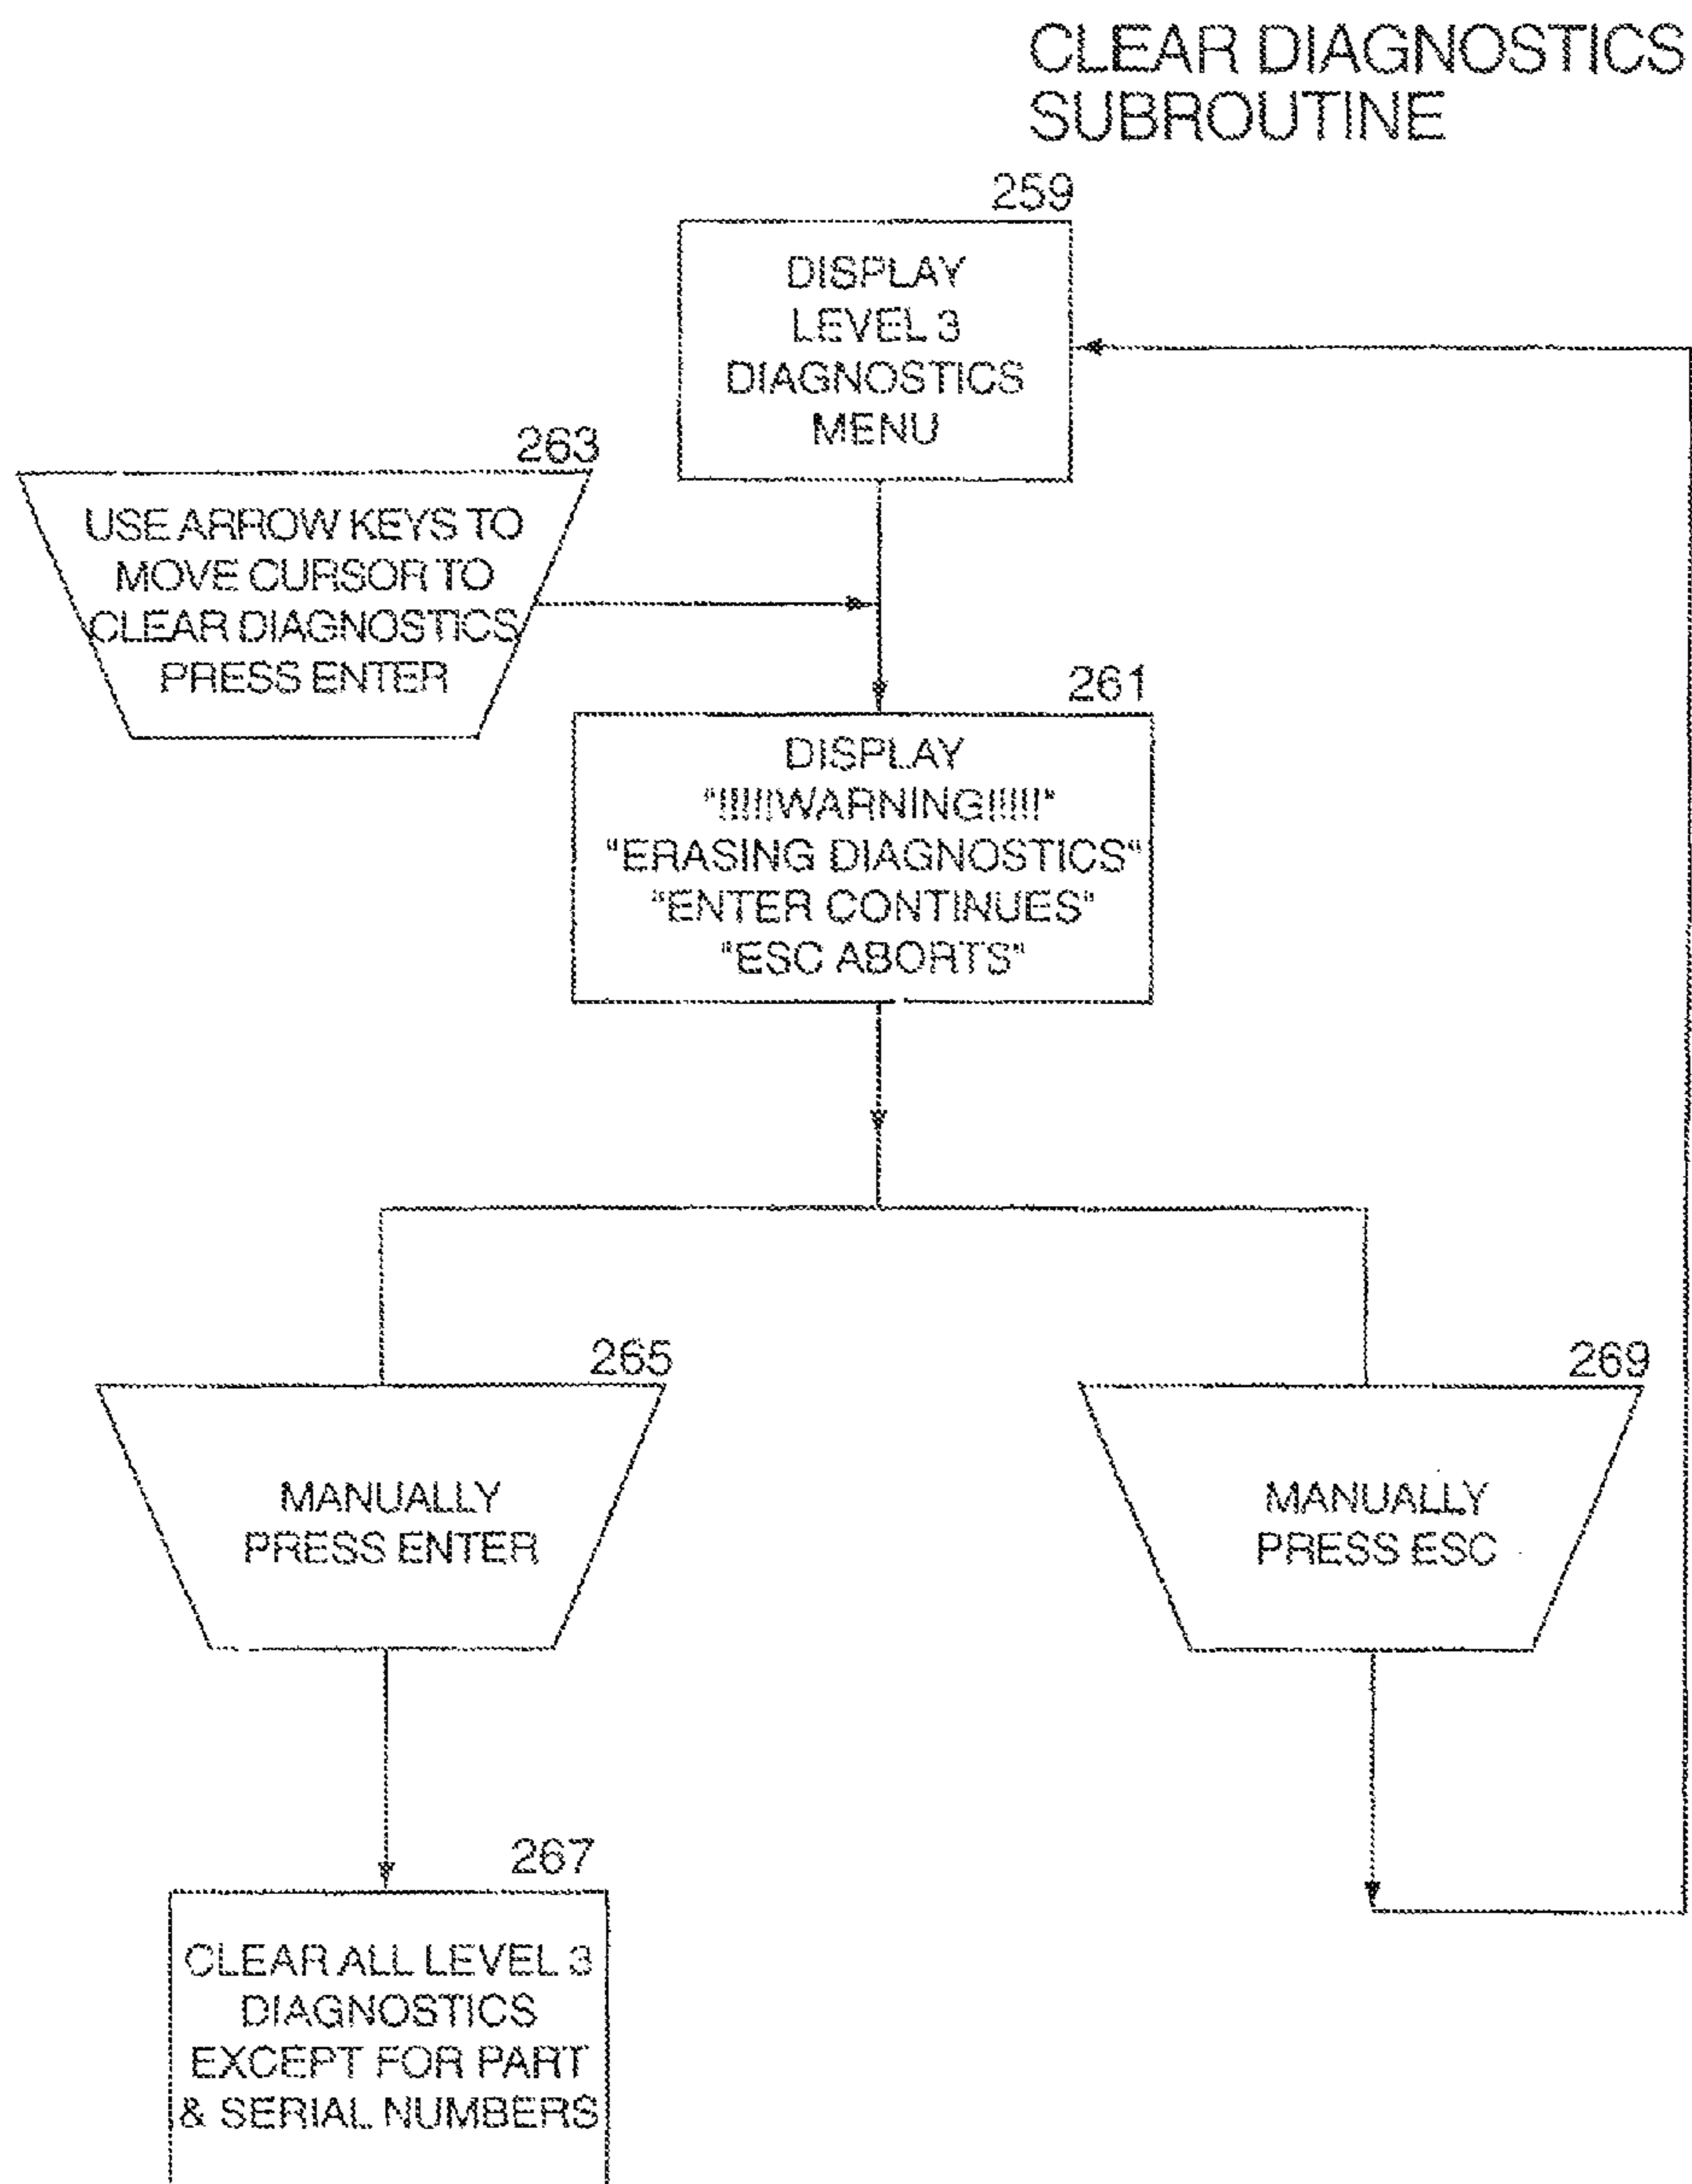 CLEAR DIAGNOSTICS
SUBROUTINE
259
DISPLAY
LEVEL 3
DIAGNOSTICS
MENU
263
USE ARROW KEYS TO
MOVE CURSOR TO
CLEAR DIAGNOSTICS
PRESS ENTER
261
DISPLAY
"!!!!!WARNING!!!!!"
"ERASING DIAGNOSTICS"
"ENTER CONTINUES"
"ESC ABORTS"
265
MANUALLY
PRESS ENTER
269
MANUALLY
PRESS ESC
267
CLEAR ALL LEVEL 3
DIAGNOSTICS
EXCEPT FOR PART
& SERIAL NUMBERS